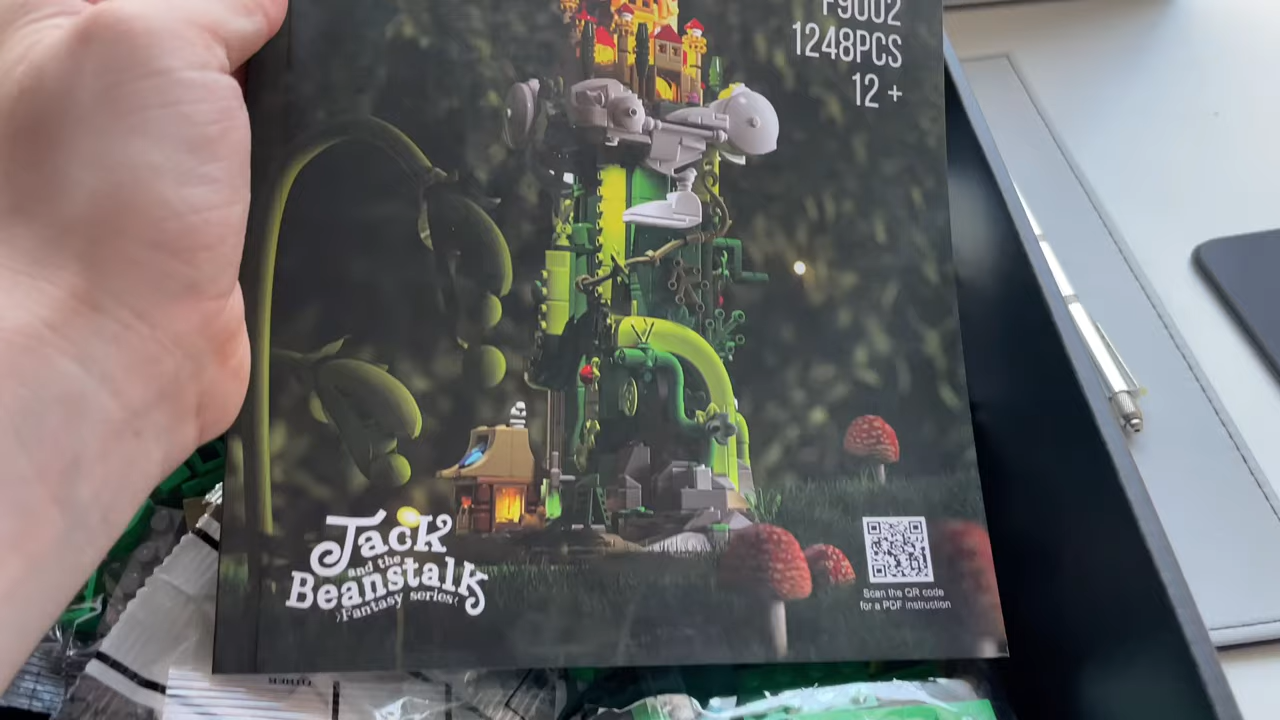 F9002
1248PCS
12 +
Jack
and the
Beanstalk
›Fantasy series‹
Scan the QR code
for a PDF instruction